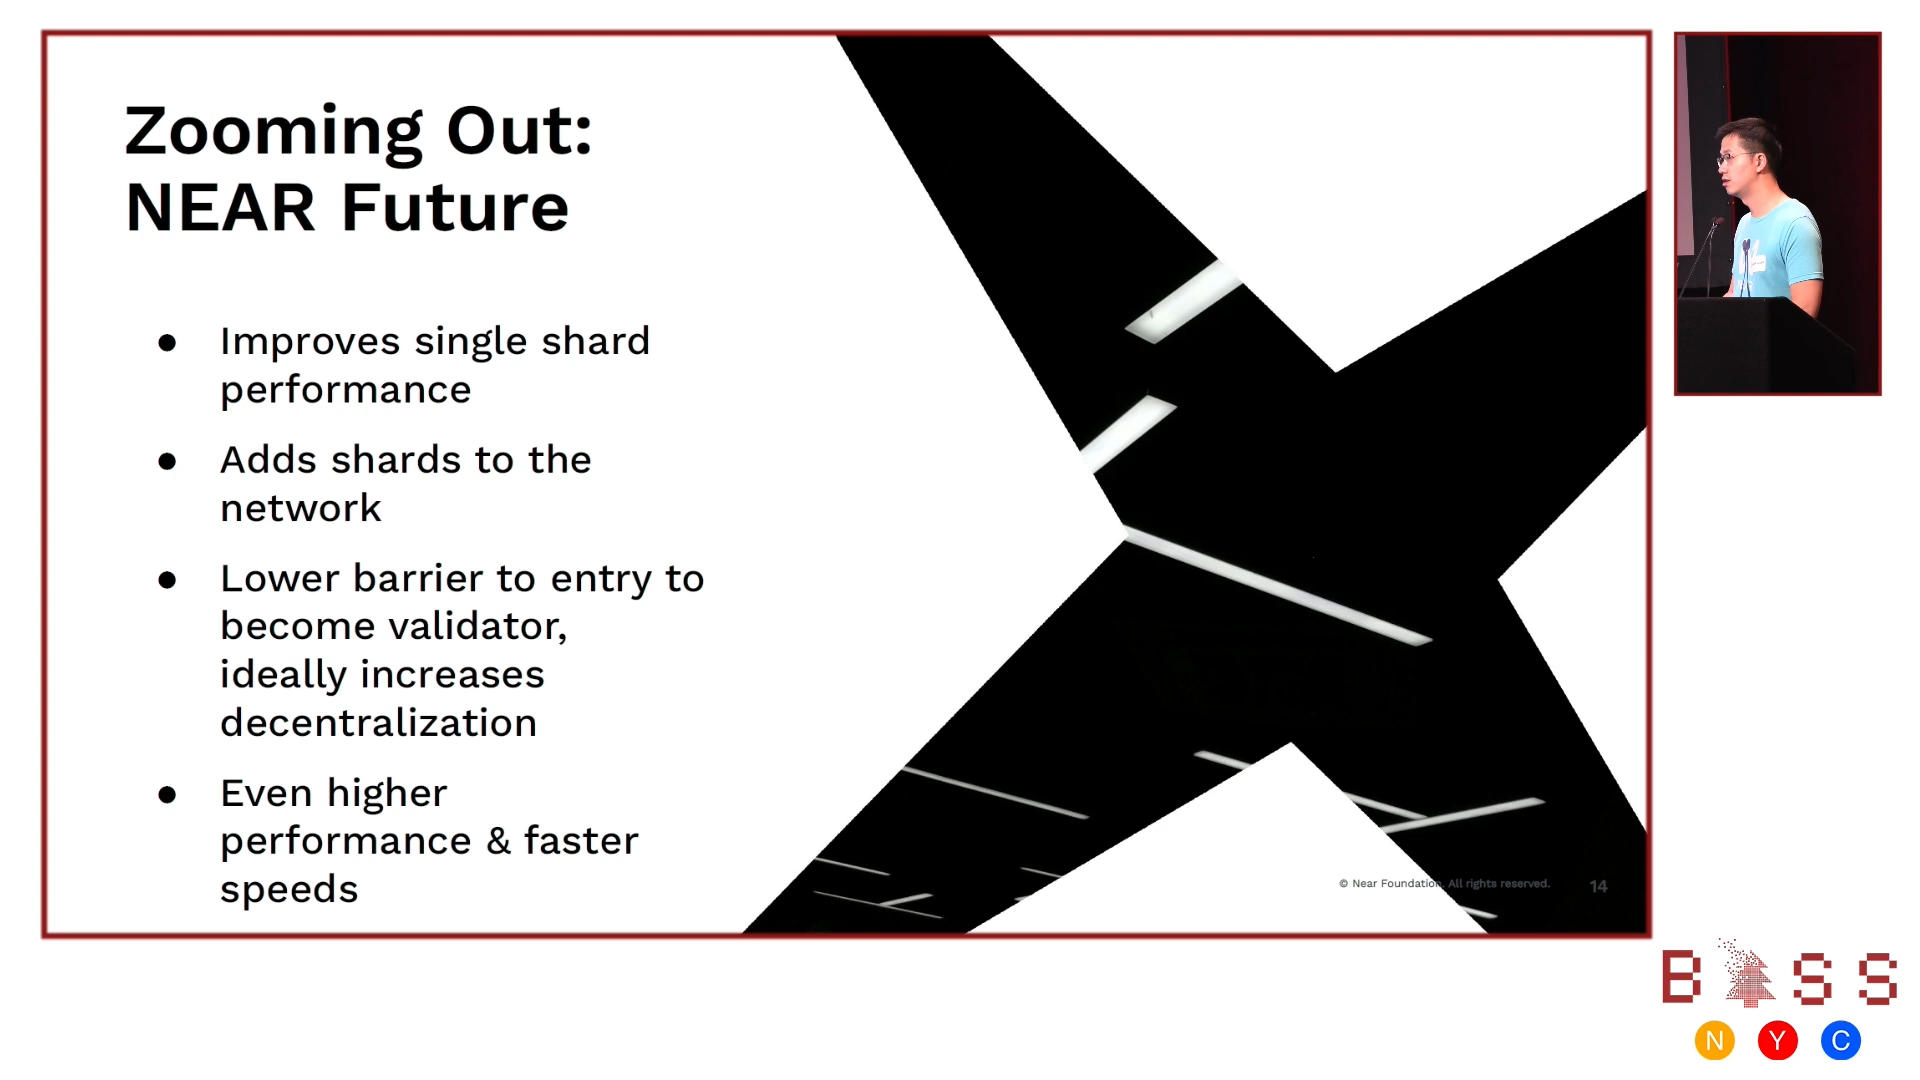 Zooming Out:
NEAR Future
● Improves single shard
performance
● Adds shards to the
network
● Lower barrier to entry to
become validator,
ideally increases
decentralization
● Even higher
performance & faster
speeds
© Near Foundation. All rights reserved.
14
B SS
N Y C